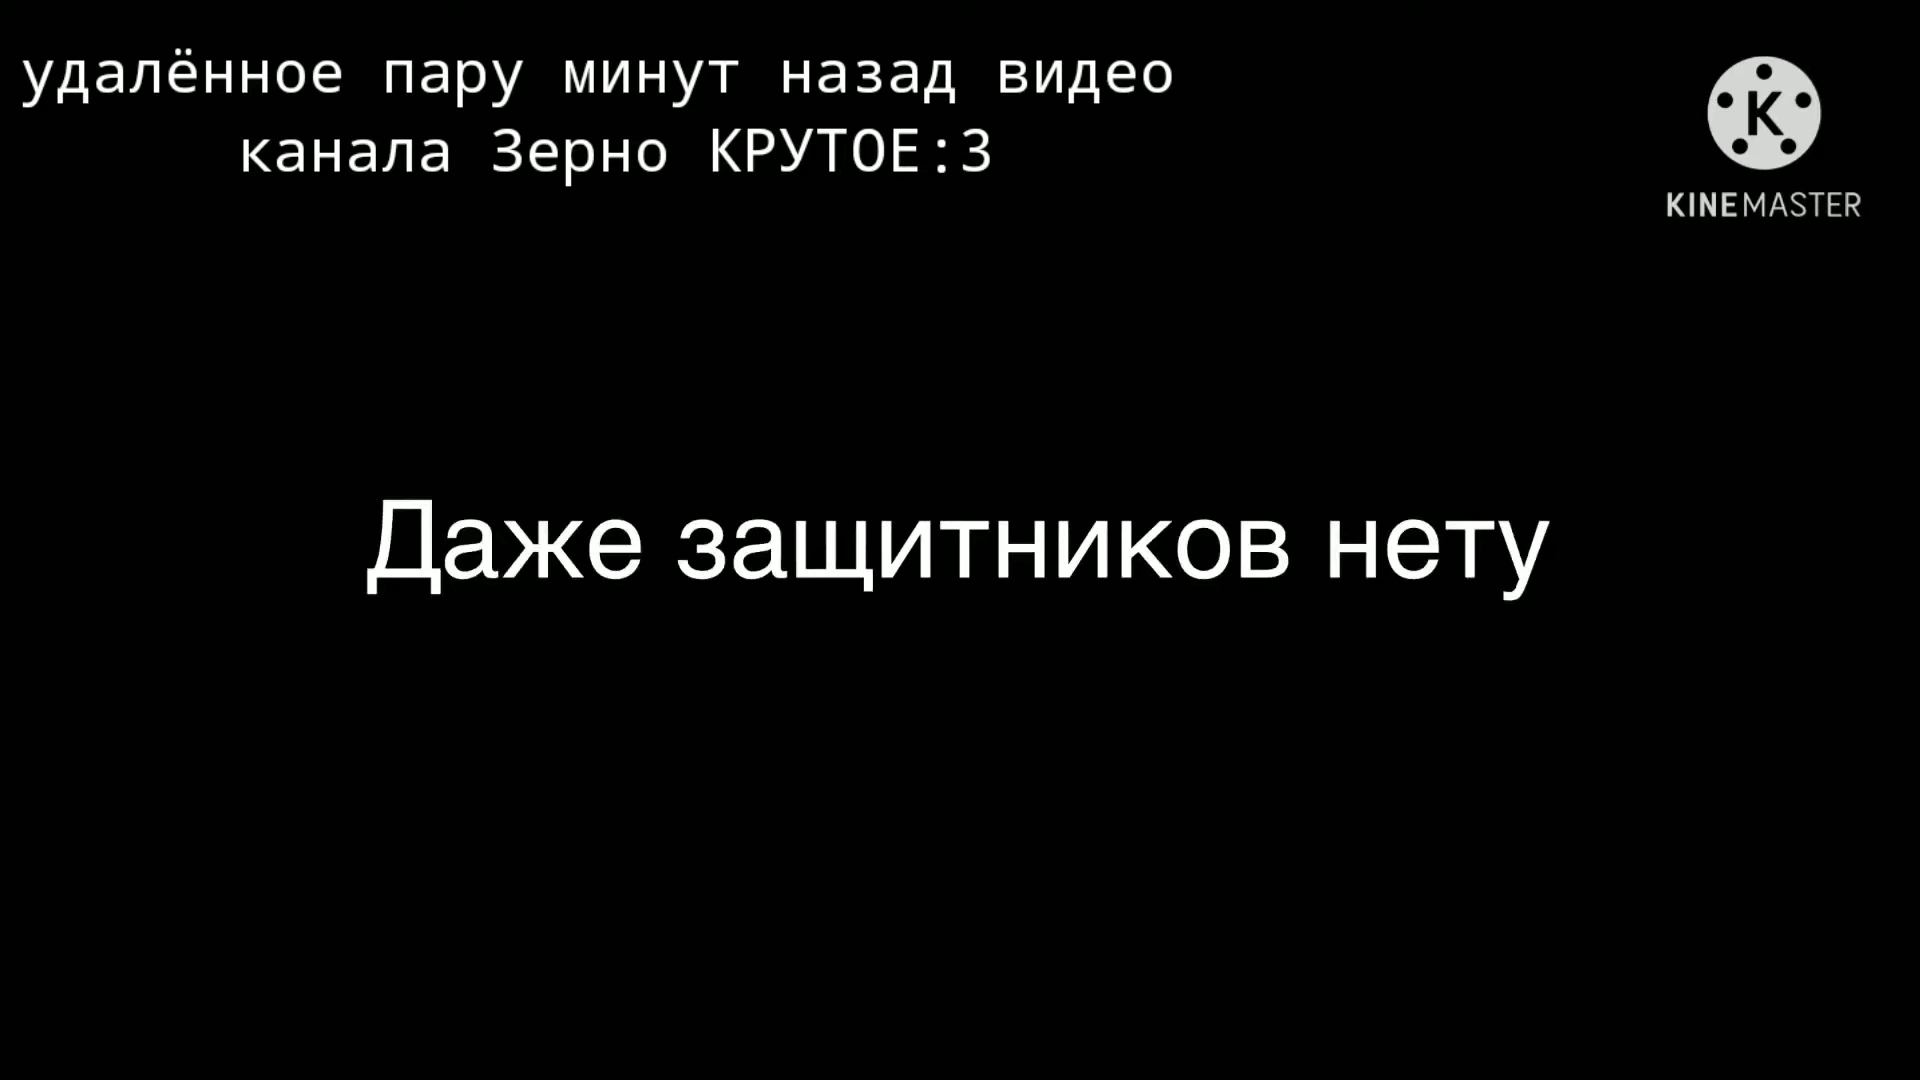 удалённое пару минут назад видео
канала Зерно КРУТОЕ:3
KINEMASTER
Даже защитников нету